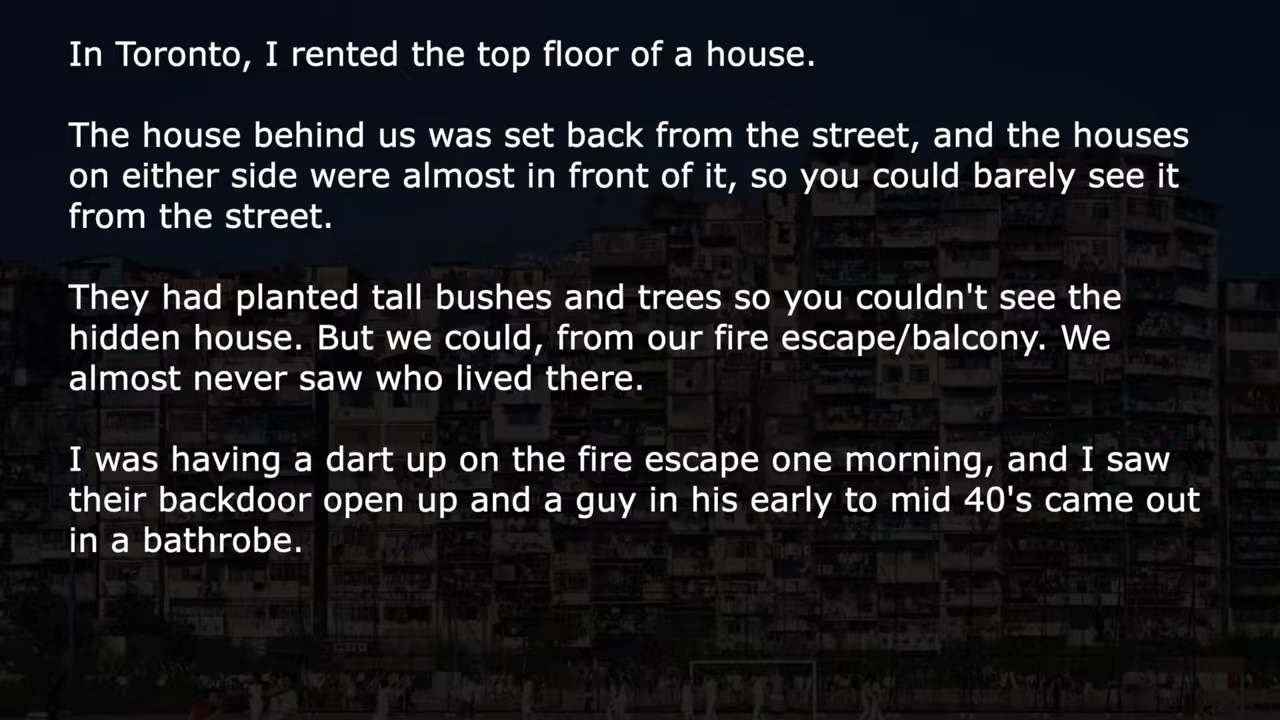 In Toronto, I rented the top floor of a house.
The house behind us was set back from the street, and the houses
on either side were almost in front of it, so you could barely see it
from the street.
They had planted tall bushes and trees so you couldn't see the
hidden house. But we could, from our fire escape/balcony. We
almost never saw who lived there.
I was having a dart up on the fire escape one morning, and I saw
their backdoor open up and a guy in his early to mid 40's came out
in a bathrobe.